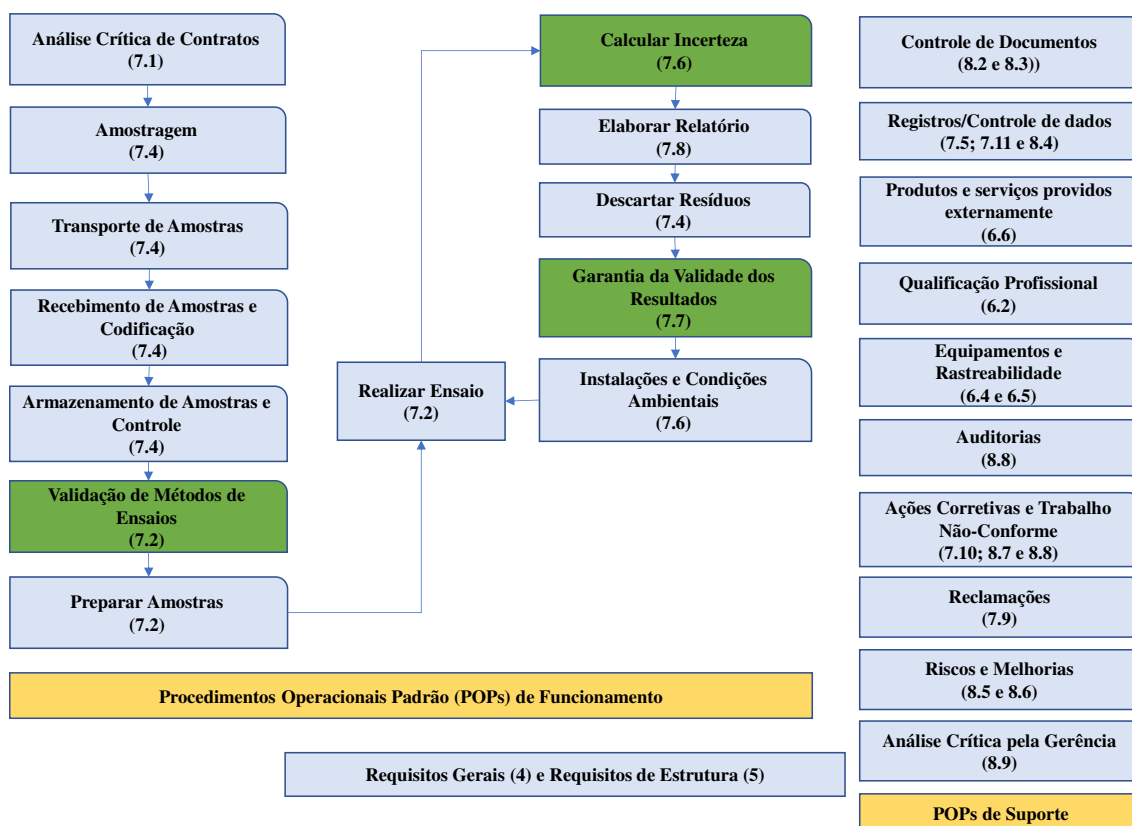 Análise Crítica de Contratos
(7.1)
Amostragem
(7.4)
Transporte de Amostras
(7.4)
Recebimento de Amostras e
Codificação
(7.4)
Armazenamento de Amostras e
Controle
(7.4)
Validação de Métodos de
Ensaios
(7.2)
Preparar Amostras
(7.2)
Realizar Ensaio
(7.2)
Calcular Incerteza
(7.6)
Elaborar Relatório
(7.8)
Descartar Resíduos
(7.4)
Garantia da Validade dos
Resultados
(7.7)
Instalações e Condições
Ambientais
(7.6)
Procedimentos Operacionais Padrão (POPs) de Funcionamento
Requisitos Gerais (4) e Requisitos de Estrutura (5)
Controle de Documentos
(8.2 e 8.3))
Registros/Controle de dados
(7.5; 7.11 e 8.4)
Produtos e serviços providos
externamente
(6.6)
Qualificação Profissional
(6.2)
Equipamentos e
Rastreabilidade
(6.4 e 6.5)
Auditorias
(8.8)
Ações Corretivas e Trabalho
Não-Conforme
(7.10; 8.7 e 8.8)
Reclamações
(7.9)
Riscos e Melhorias
(8.5 e 8.6)
Análise Crítica pela Gerência
(8.9)
POPs de Suporte